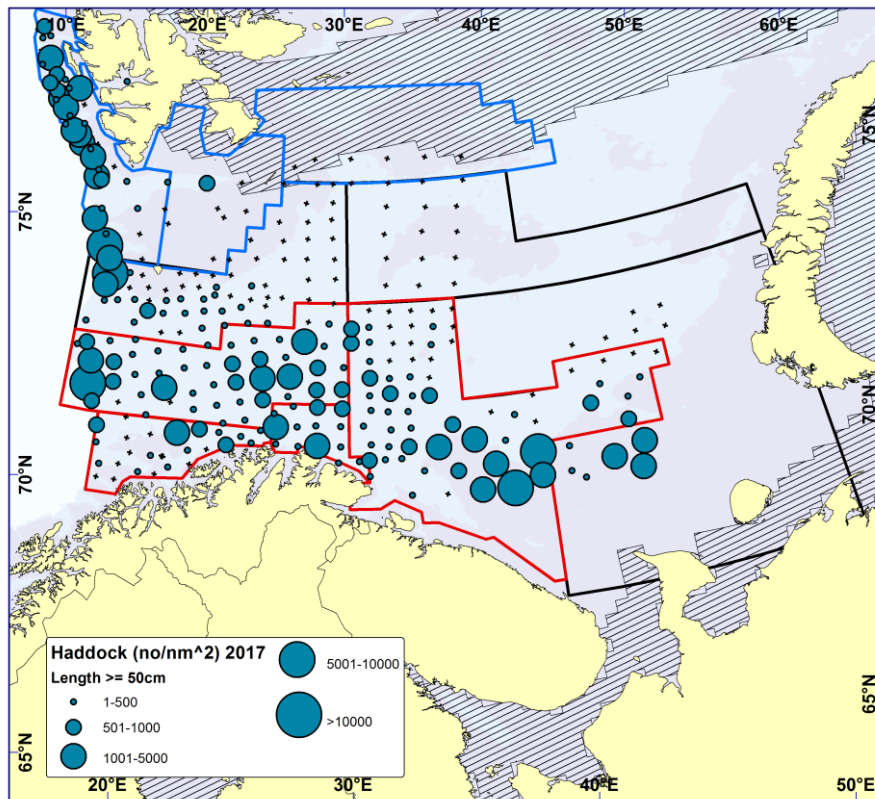 10°E 20°E 30°E 40°E 50°E 60°E
75°N
75°N
70°N
70°N
65°N
65°N
Haddock (no/nm^2) 2017
Length >= 50cm
1-500
501-1000
1001-5000
5001-10000
>10000
20°E 30°E 40°E 50°E